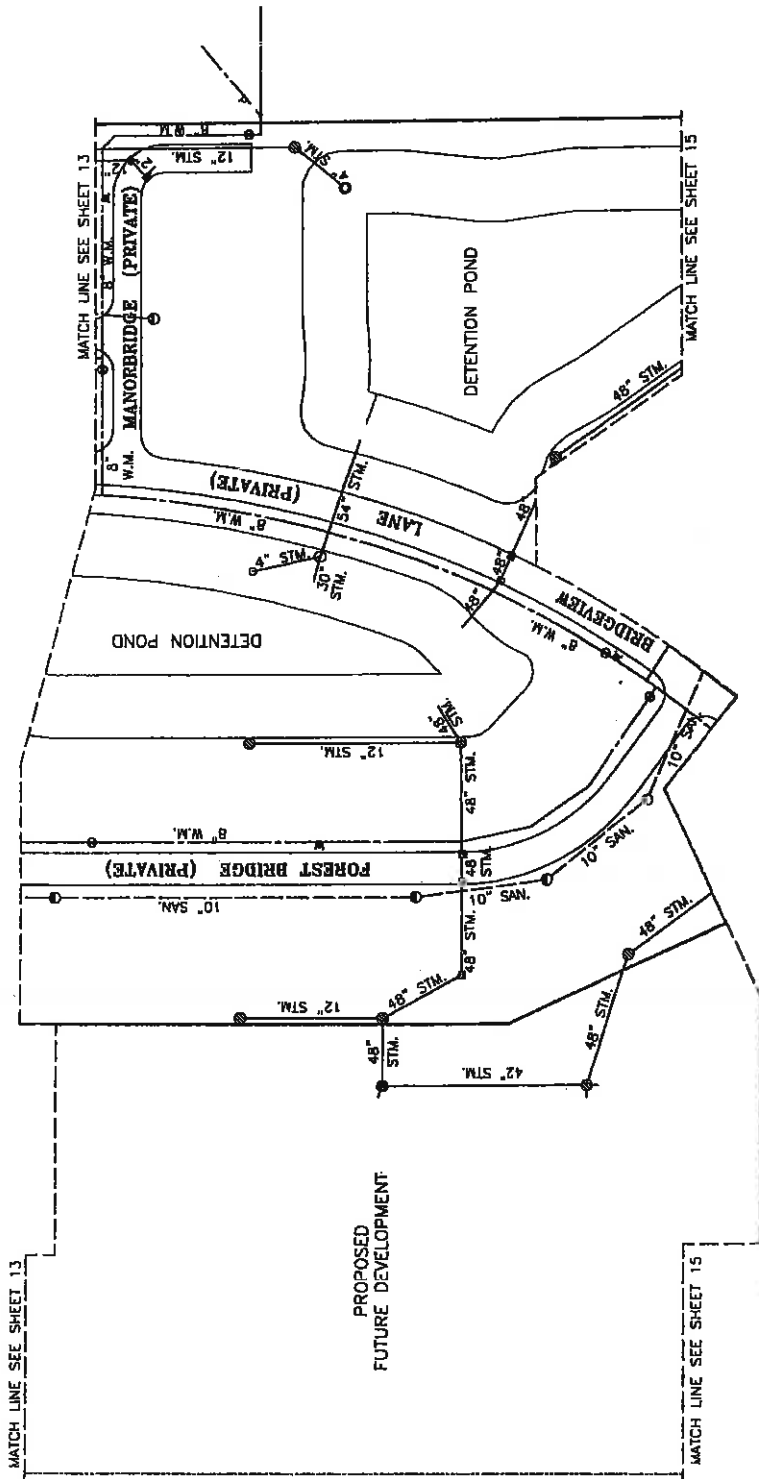 MATCH LINE SEE SHEET 13
8" W.M
12" STM.
12"
12"
8" W.M.
MANORBRIDGE (PRIVATE)
4" STM.
MATCH LINE SEE SHEET 15
DETENTION POND
48" STM.
8"
W.M.
(PRIVATE)
LANE
54" STM.
8" W.M.
4" STM.
30"
STM.
48"
48"
48"
BRIDGEVIEW
8" W.M.
DETENTION POND
48"
STM.
12" STM.
48" STM.
10" SAN.
8" W.M.
FOREST BRIDGE (PRIVATE)
48"
STM.
10" SAN.
10" SAN.
10" SAN.
48" STM.
48" STM.
12" STM.
48" STM.
48"
STM.
48" STM.
42" STM.
PROPOSED
FUTURE DEVELOPMENT
MATCH LINE SEE SHEET 13
MATCH LINE SEE SHEET 15